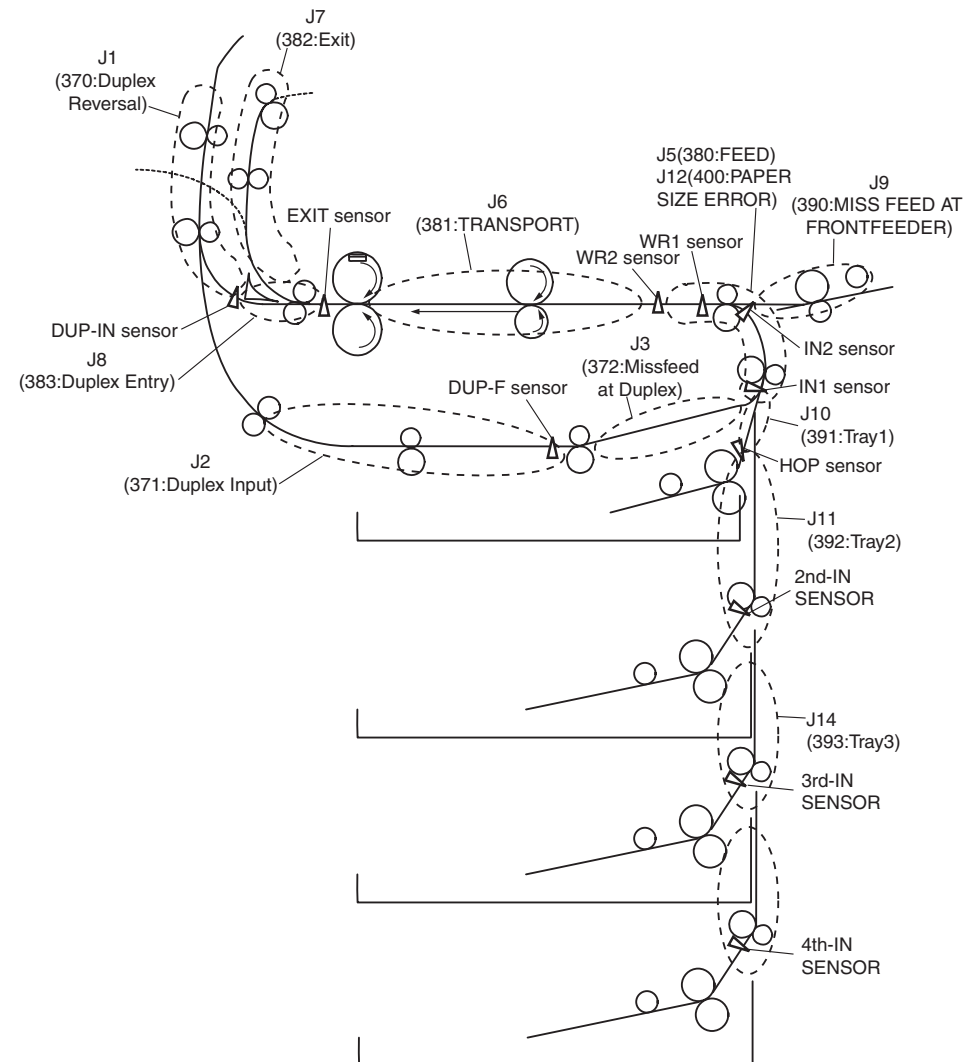 J7
(382:Exit)
J1
(370:Duplex
Reversal)
J5(380:FEED)
J12(400:PAPER
SIZE ERROR)
J9
(390:MISS FEED AT
FRONTFEEDER)
J6
(381:TRANSPORT)
EXIT sensor
WR1 sensor
WR2 sensor
DUP-IN sensor
J8
(383:Duplex Entry)
J3
(372:Missfeed
at Duplex)
IN2 sensor
DUP-F sensor
IN1 sensor
J10
(391:Tray1)
J2
(371:Duplex Input)
HOP sensor
J11
(392:Tray2)
2nd-IN
SENSOR
J14
(393:Tray3)
3rd-IN
SENSOR
4th-IN
SENSOR